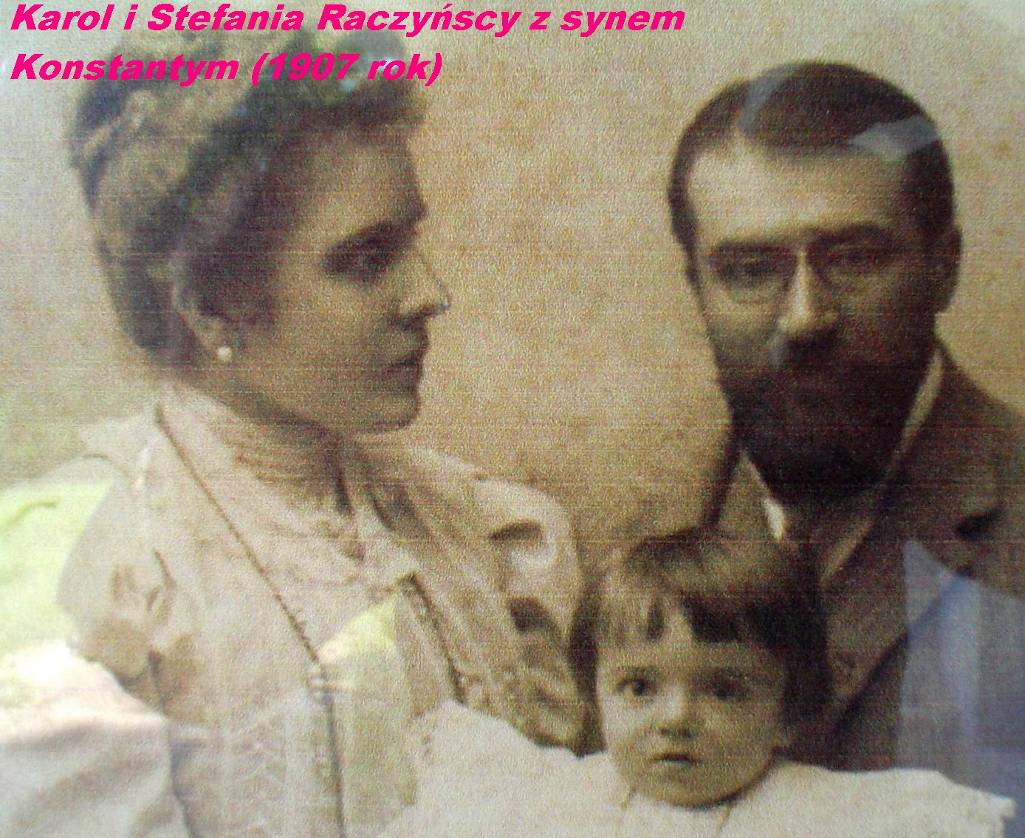 Karol i Stefania Raczyńscy z synem
Konstantym (1907 rok)